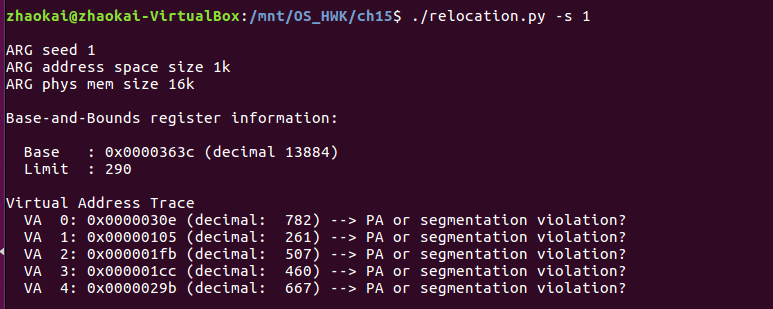 zhaokai@zhaokai-VirtualBox:/mnt/OS_HWK/ch15$ ./relocation.py -s 1
ARG seed 1
ARG address space size 1k
ARG phys mem size 16k
Base-and-Bounds register information:
Base   : 0x0000363c (decimal 13884)
Limit  : 290
Virtual Address Trace
VA  0: 0x0000030e (decimal:  782) --> PA or segmentation violation?
VA  1: 0x00000105 (decimal:  261) --> PA or segmentation violation?
VA  2: 0x000001fb (decimal:  507) --> PA or segmentation violation?
VA  3: 0x000001cc (decimal:  460) --> PA or segmentation violation?
VA  4: 0x0000029b (decimal:  667) --> PA or segmentation violation?